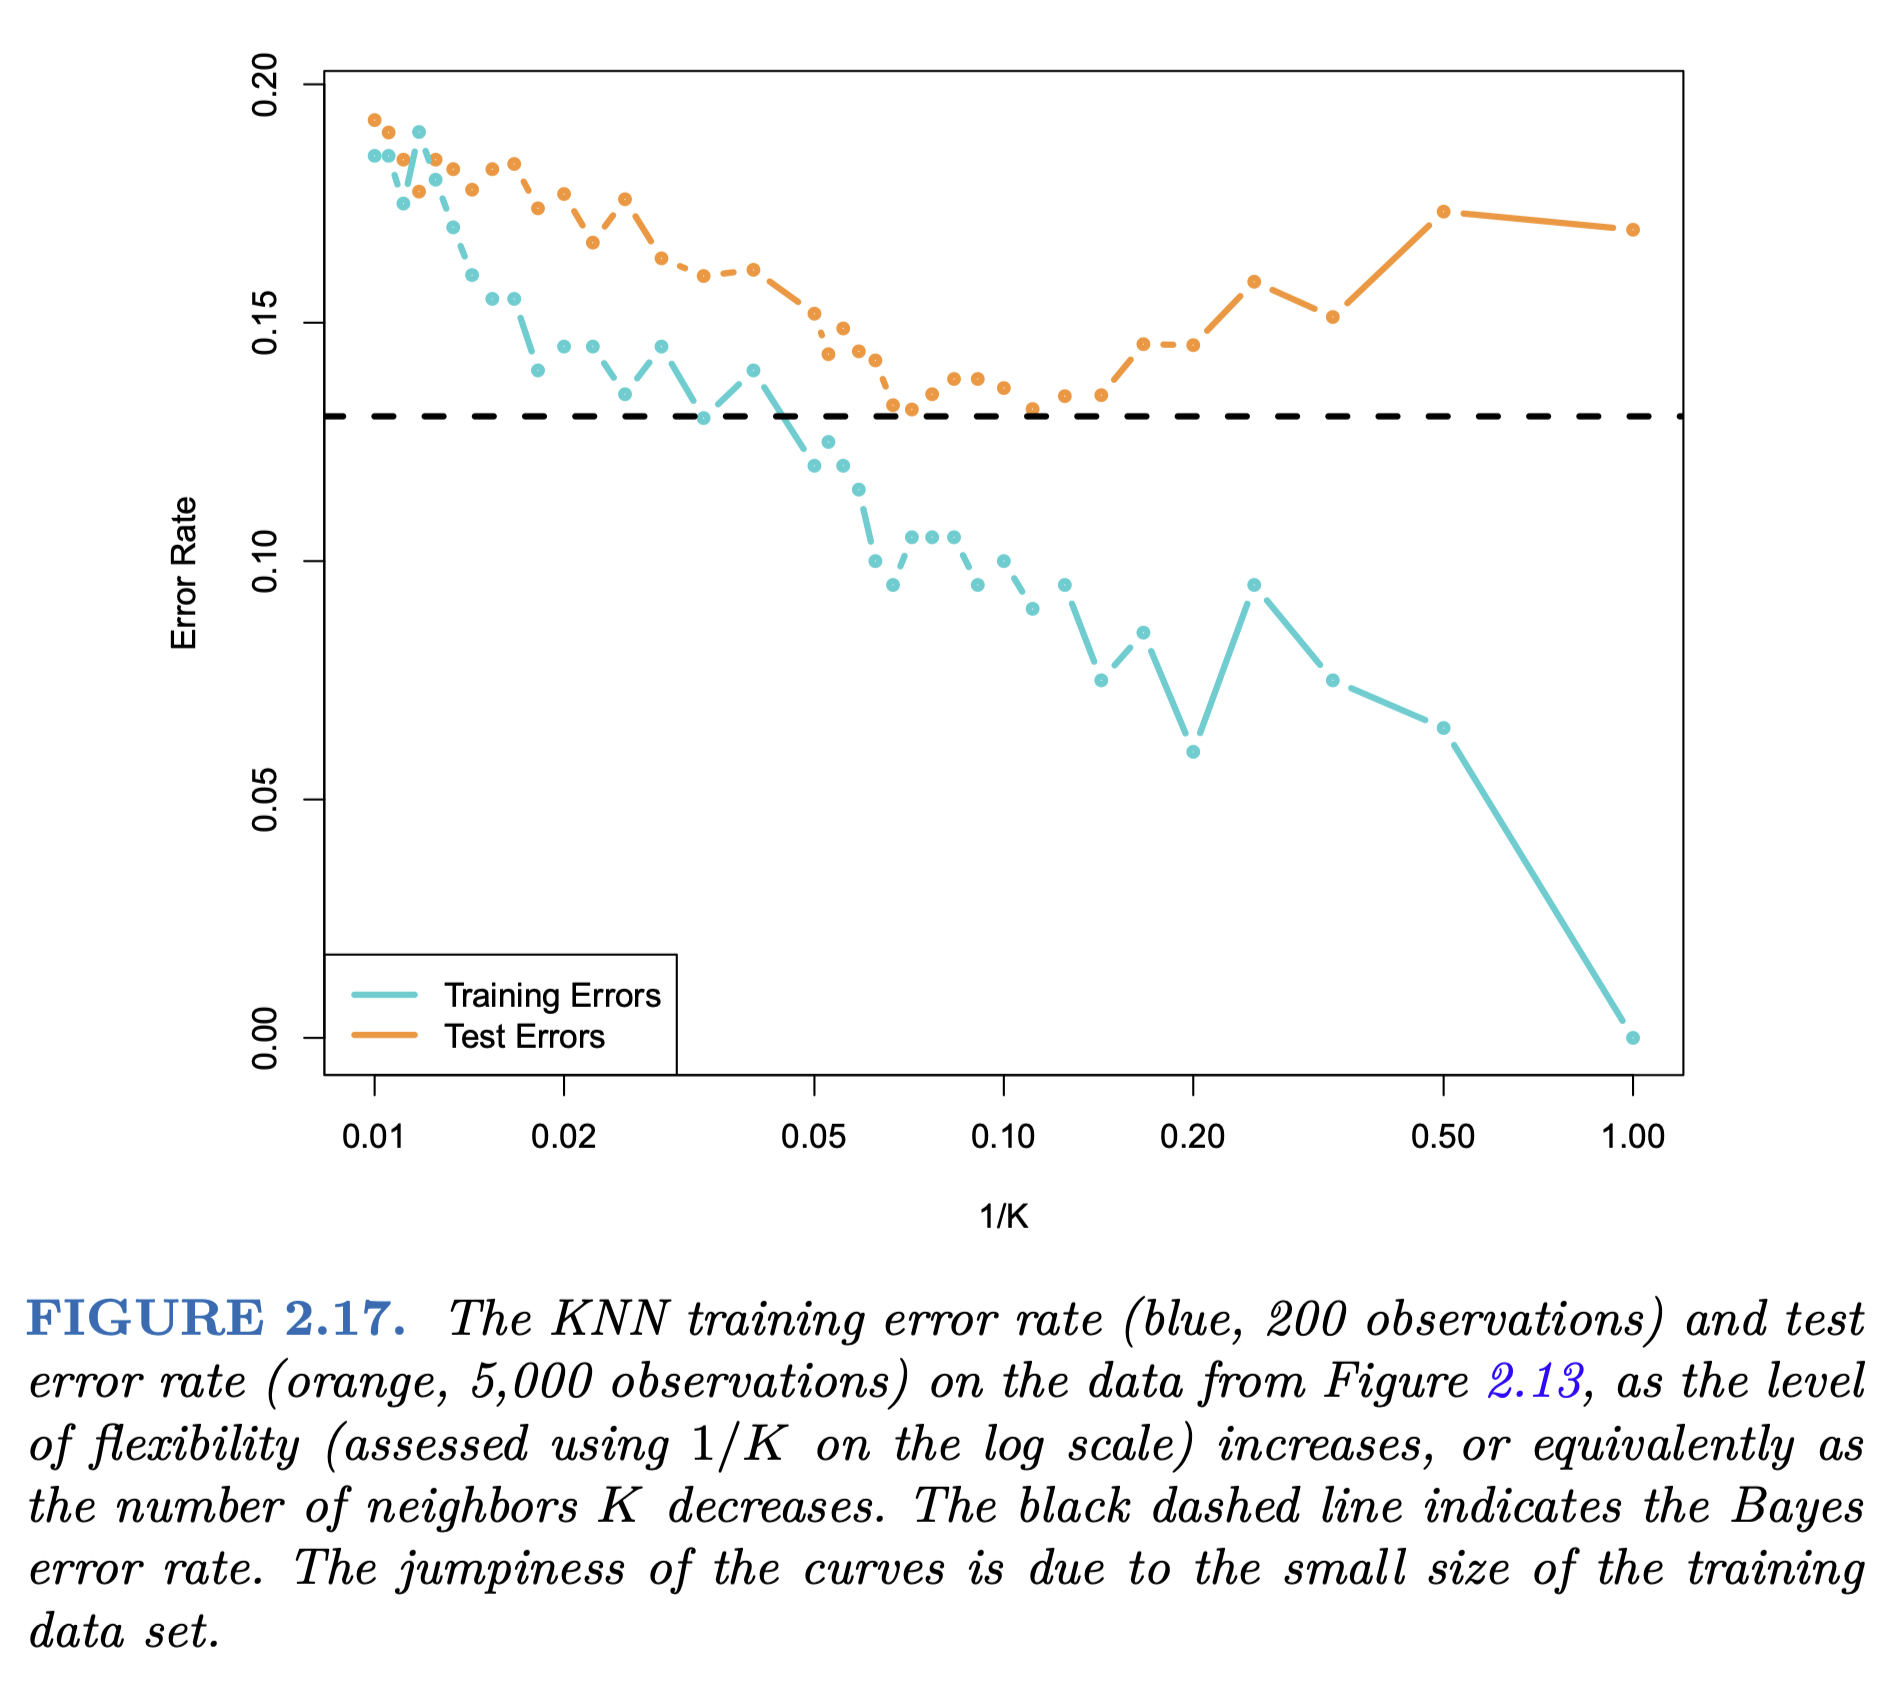 0.20
0.15
0.10
0.05
0.00
Error Rate
Training Errors
Test Errors
0.01 0.02 0.05 0.10 0.20 0.50 1.00
1/K
FIGURE 2.17. The KNN training error rate (blue, 200 observations) and test
error rate (orange, 5,000 observations) on the data from Figure 2.13, as the level
of flexibility (assessed using 1/K on the log scale) increases, or equivalently as
the number of neighbors K decreases. The black dashed line indicates the Bayes
error rate. The jumpiness of the curves is due to the small size of the training
data set.